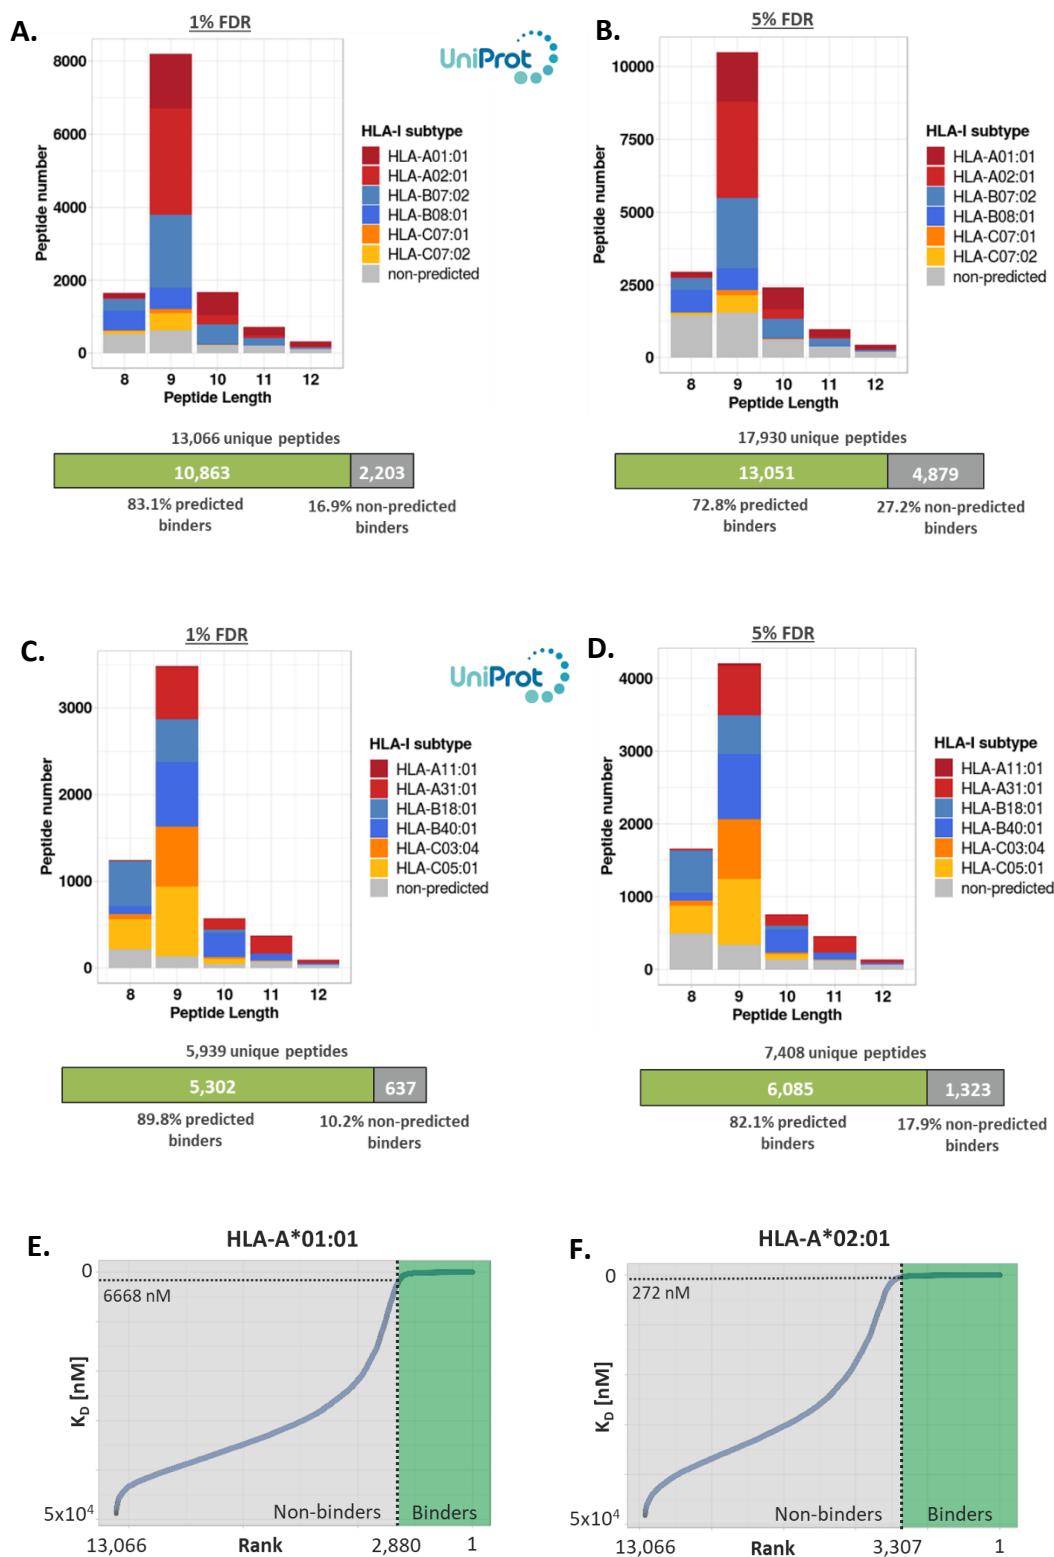 A.
1% FDR
UniProt
8000
6000
4000
2000
0
Peptide number
8 9 10 11 12
Peptide Length
HLA-I subtype
HLA-A01:01
HLA-A02:01
HLA-B07:02
HLA-B08:01
HLA-C07:01
HLA-C07:02
non-predicted
13,066 unique peptides
10,863 2,203
83.1% predicted binders
16.9% non-predicted binders
B.
5% FDR
10000
7500
5000
2500
0
Peptide number
8 9 10 11 12
Peptide Length
HLA-I subtype
HLA-A01:01
HLA-A02:01
HLA-B07:02
HLA-B08:01
HLA-C07:01
HLA-C07:02
non-predicted
17,930 unique peptides
13,051 4,879
72.8% predicted binders
27.2% non-predicted binders
C.
1% FDR
UniProt
3000
2000
1000
0
Peptide number
8 9 10 11 12
Peptide Length
HLA-I subtype
HLA-A11:01
HLA-A31:01
HLA-B18:01
HLA-B40:01
HLA-C03:04
HLA-C05:01
non-predicted
5,939 unique peptides
5,302 637
89.8% predicted binders
10.2% non-predicted binders
D.
5% FDR
4000
3000
2000
1000
0
Peptide number
8 9 10 11 12
Peptide Length
HLA-I subtype
HLA-A11:01
HLA-A31:01
HLA-B18:01
HLA-B40:01
HLA-C03:04
HLA-C05:01
non-predicted
7,408 unique peptides
6,085 1,323
82.1% predicted binders
17.9% non-predicted binders
E.
HLA-A*01:01
0
6668 nM
K_D [nM]
5x10⁴
Non-binders Binders
13,066 Rank 2,880 1
F.
HLA-A*02:01
0
272 nM
K_D [nM]
5x10⁴
Non-binders Binders
13,066 Rank 3,307 1